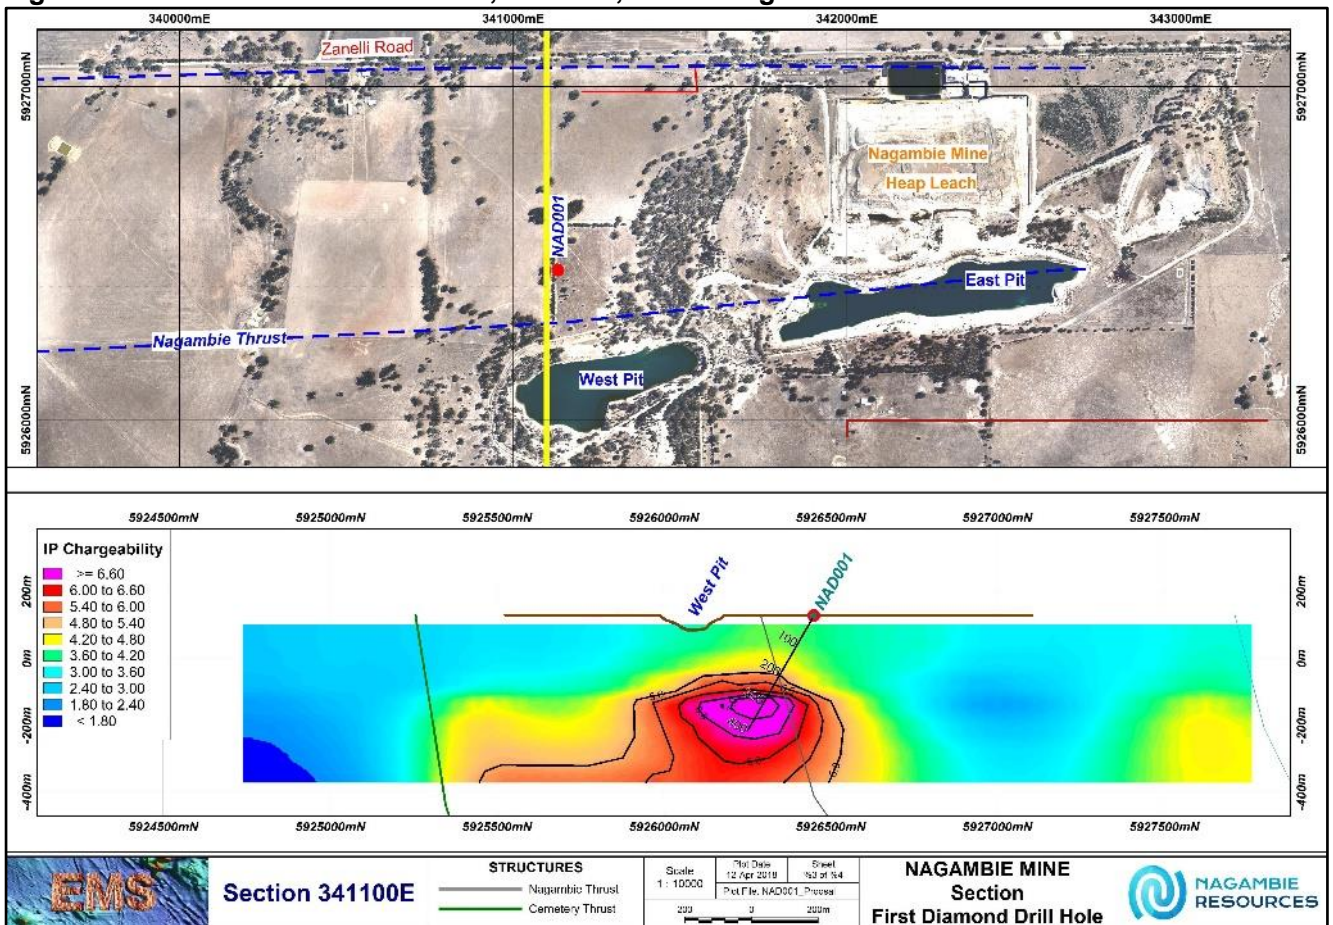 340000mE 341000mE 342000mE 343000mE
Zanelli Road
5927000mN 5927000mN
Nagambie Mine
Heap Leach
NAD001
East Pit
Nagambie Thrust
West Pit
5926000mN 5926000mN
5924500mN 5925000mN 5925500mN 5926000mN 5926500mN 5927000mN 5927500mN
IP Chargeability
>= 6.60
6.00 to 6.60
5.40 to 6.00
4.80 to 5.40
4.20 to 4.80
3.60 to 4.20
3.00 to 3.60
2.40 to 3.00
1.80 to 2.40
< 1.80
West Pit
NAD001
200m 200m
0m 0m
-200m -200m
-400m -400m
100
200
5924500mN 5925000mN 5925500mN 5926000mN 5926500mN 5927000mN 5927500mN
EMS
Section 341100E
STRUCTURES
Nagambie Thrust
Cemetery Thrust
Scale
1 : 10000
Plot Date
12 Apr 2018
Sheet
Plot File: NAD001_Proposal
200 0 200m
NAGAMBIE MINE
Section
First Diamond Drill Hole
NAGAMBIE
RESOURCES